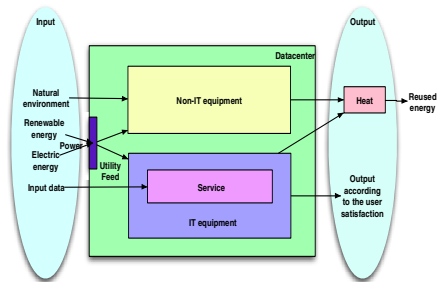 Input
Output
Datacenter
Natural
environment
Non-IT equipment
Heat
Reused
energy
Renewable
energy
Power
Electric
energy
Utility
Feed
Input data
Service
Output
according
to the user
satisfaction
IT equipment